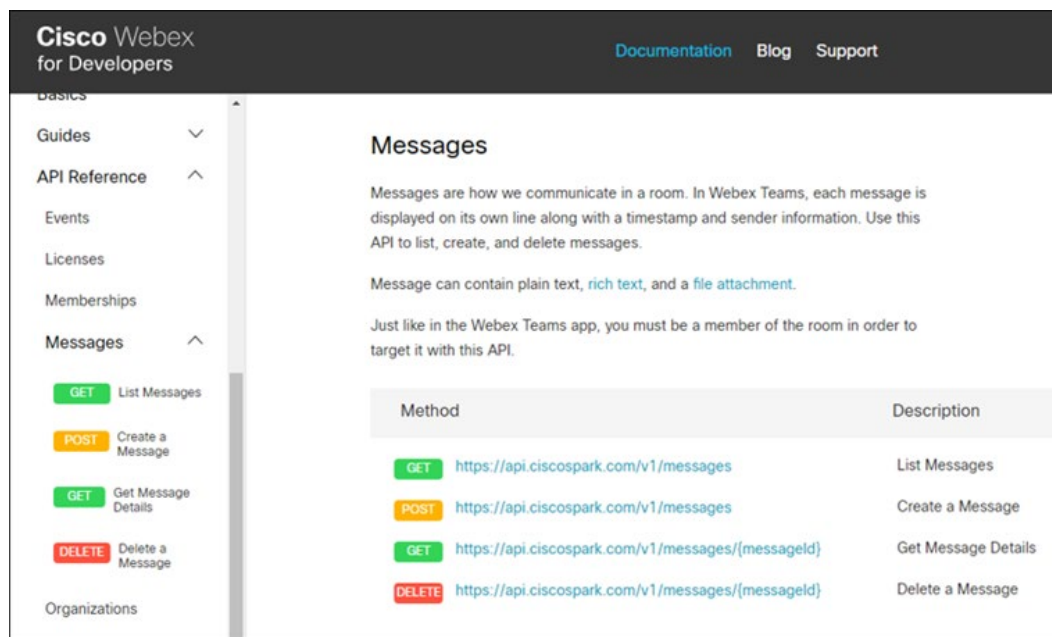 Cisco Webex
for Developers
Documentation Blog Support
Basics
Guides
API Reference
Events
Licenses
Memberships
Messages
GET List Messages
POST Create a
Message
GET Get Message
Details
DELETE Delete a
Message
Organizations
Messages
Messages are how we communicate in a room. In Webex Teams, each message is
displayed on its own line along with a timestamp and sender information. Use this
API to list, create, and delete messages.
Message can contain plain text, rich text, and a file attachment.
Just like in the Webex Teams app, you must be a member of the room in order to
target it with this API.
Method Description
GET https://api.ciscospark.com/v1/messages List Messages
POST https://api.ciscospark.com/v1/messages Create a Message
GET https://api.ciscospark.com/v1/messages/{messageId} Get Message Details
DELETE https://api.ciscospark.com/v1/messages/{messageId} Delete a Message